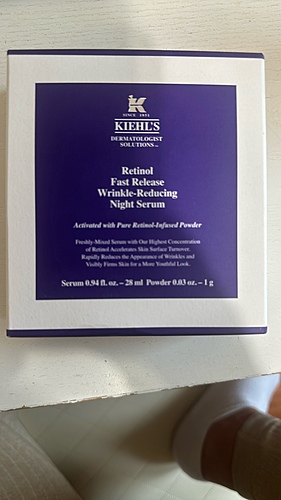 K
SINCE 1851
KIEHL'S
DERMATOLOGIST
SOLUTIONS™
Retinol
Fast Release
Wrinkle-Reducing
Night Serum
Activated with Pure Retinol-Infused Powder
Freshly-Mixed Serum with Our Highest Concentration
of Retinol Accelerates Skin Surface Turnover.
Rapidly Reduces the Appearance of Wrinkles and
Visibly Firms Skin for a More Youthful Look.
Serum 0.94 fl. oz. – 28 ml Powder 0.03 oz. – 1 g